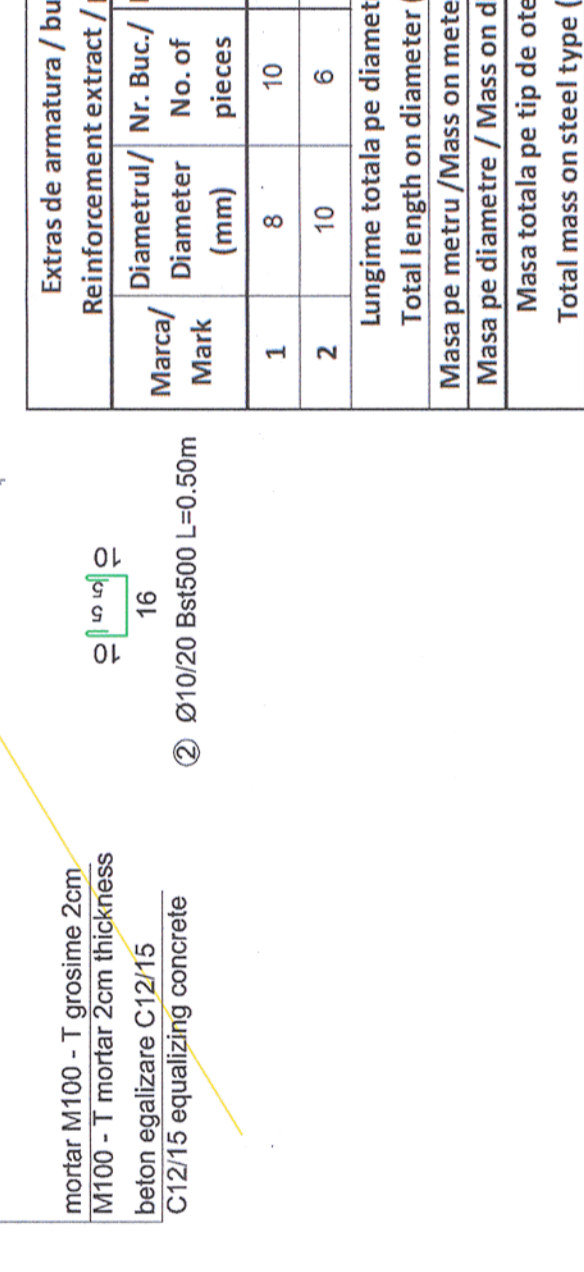 mortar M100 - T grosime 2cm
M100 - T mortar 2cm thickness
beton egalizare C12/15
C12/15 equalizing concrete
10 5 5 10
16
② Ø10/20 Bst500 L=0.50m
Extras de armatura / bu
Reinforcement extract /
Marca/ Mark
Diametrul/ Diameter (mm)
Nr. Buc./ No. of pieces
1 8 10
2 10 6
Lungime totala pe diamet
Total length on diameter (
Masa pe metru /Mass on mete
Masa pe diametre / Mass on d
Masa totala pe tip de ote
Total mass on steel type (